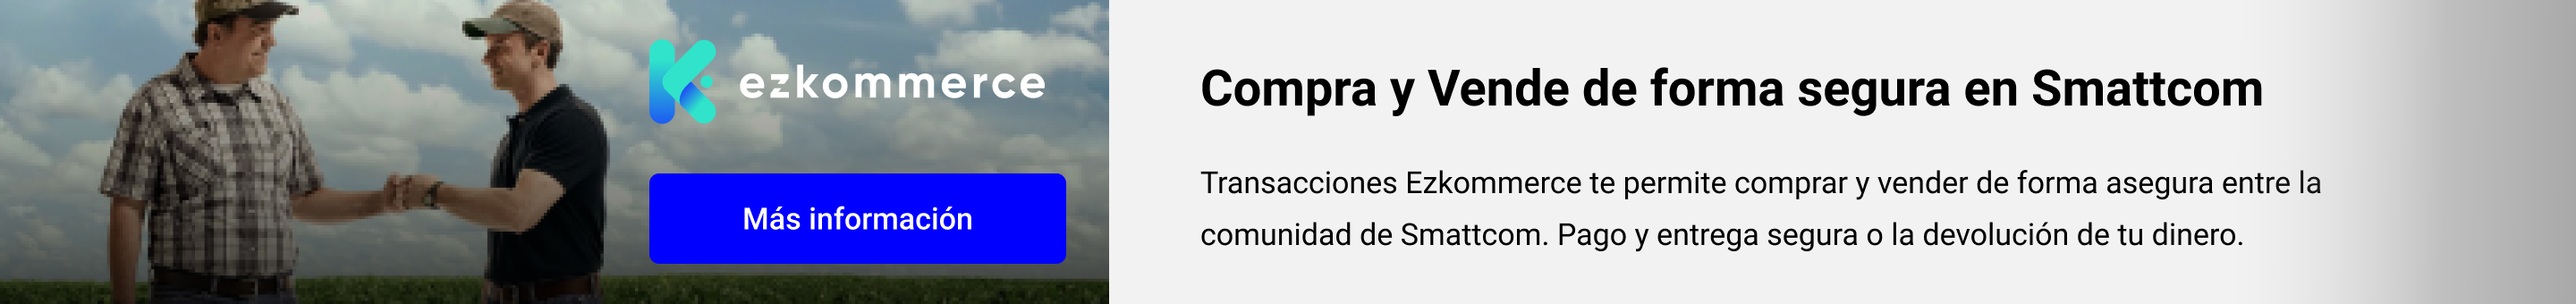 ezkommerce
Más información
Compra y Vende de forma segura en Smattcom
Transacciones Ezkommerce te permite comprar y vender de forma asegura entre la
comunidad de Smattcom. Pago y entrega segura o la devolución de tu dinero.